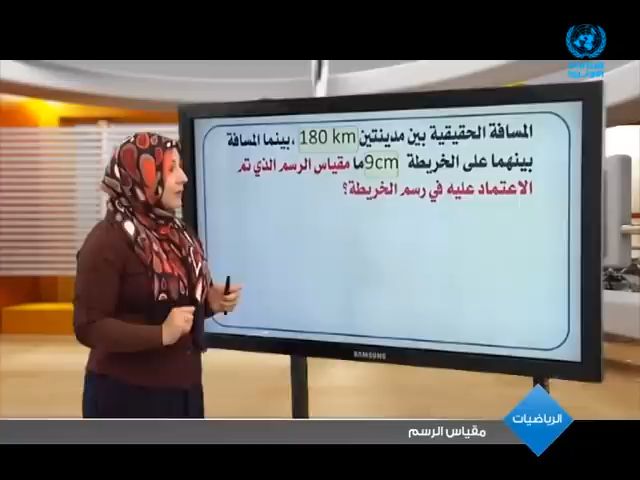 المسافة الحقيقية بين مدينتين 180 km ، بينما المسافة
بينهما على الخريطة 9cm ما مقياس الرسم الذي تم
الاعتماد عليه في رسم الخريطة؟
SAMSUNG
الرياضيات
مقياس الرسم